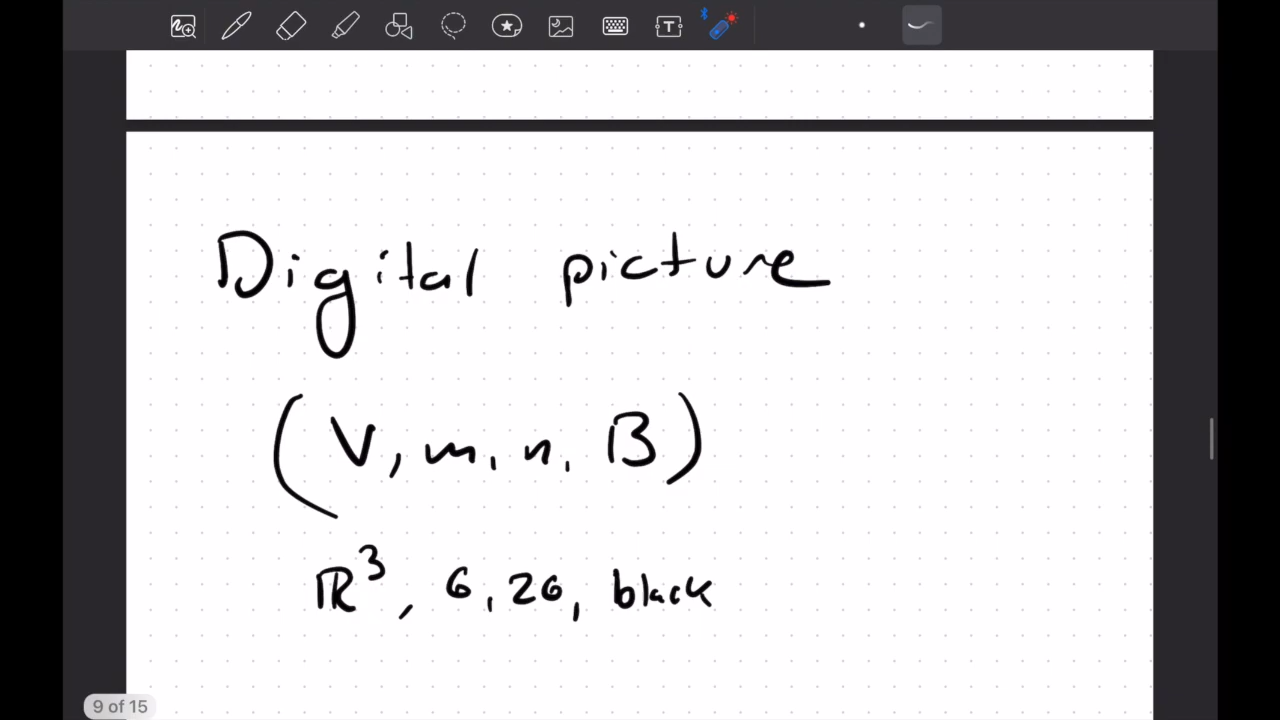 Digital picture
(V, m, n, B)
ℝ³, 6, 26, black
9 of 15